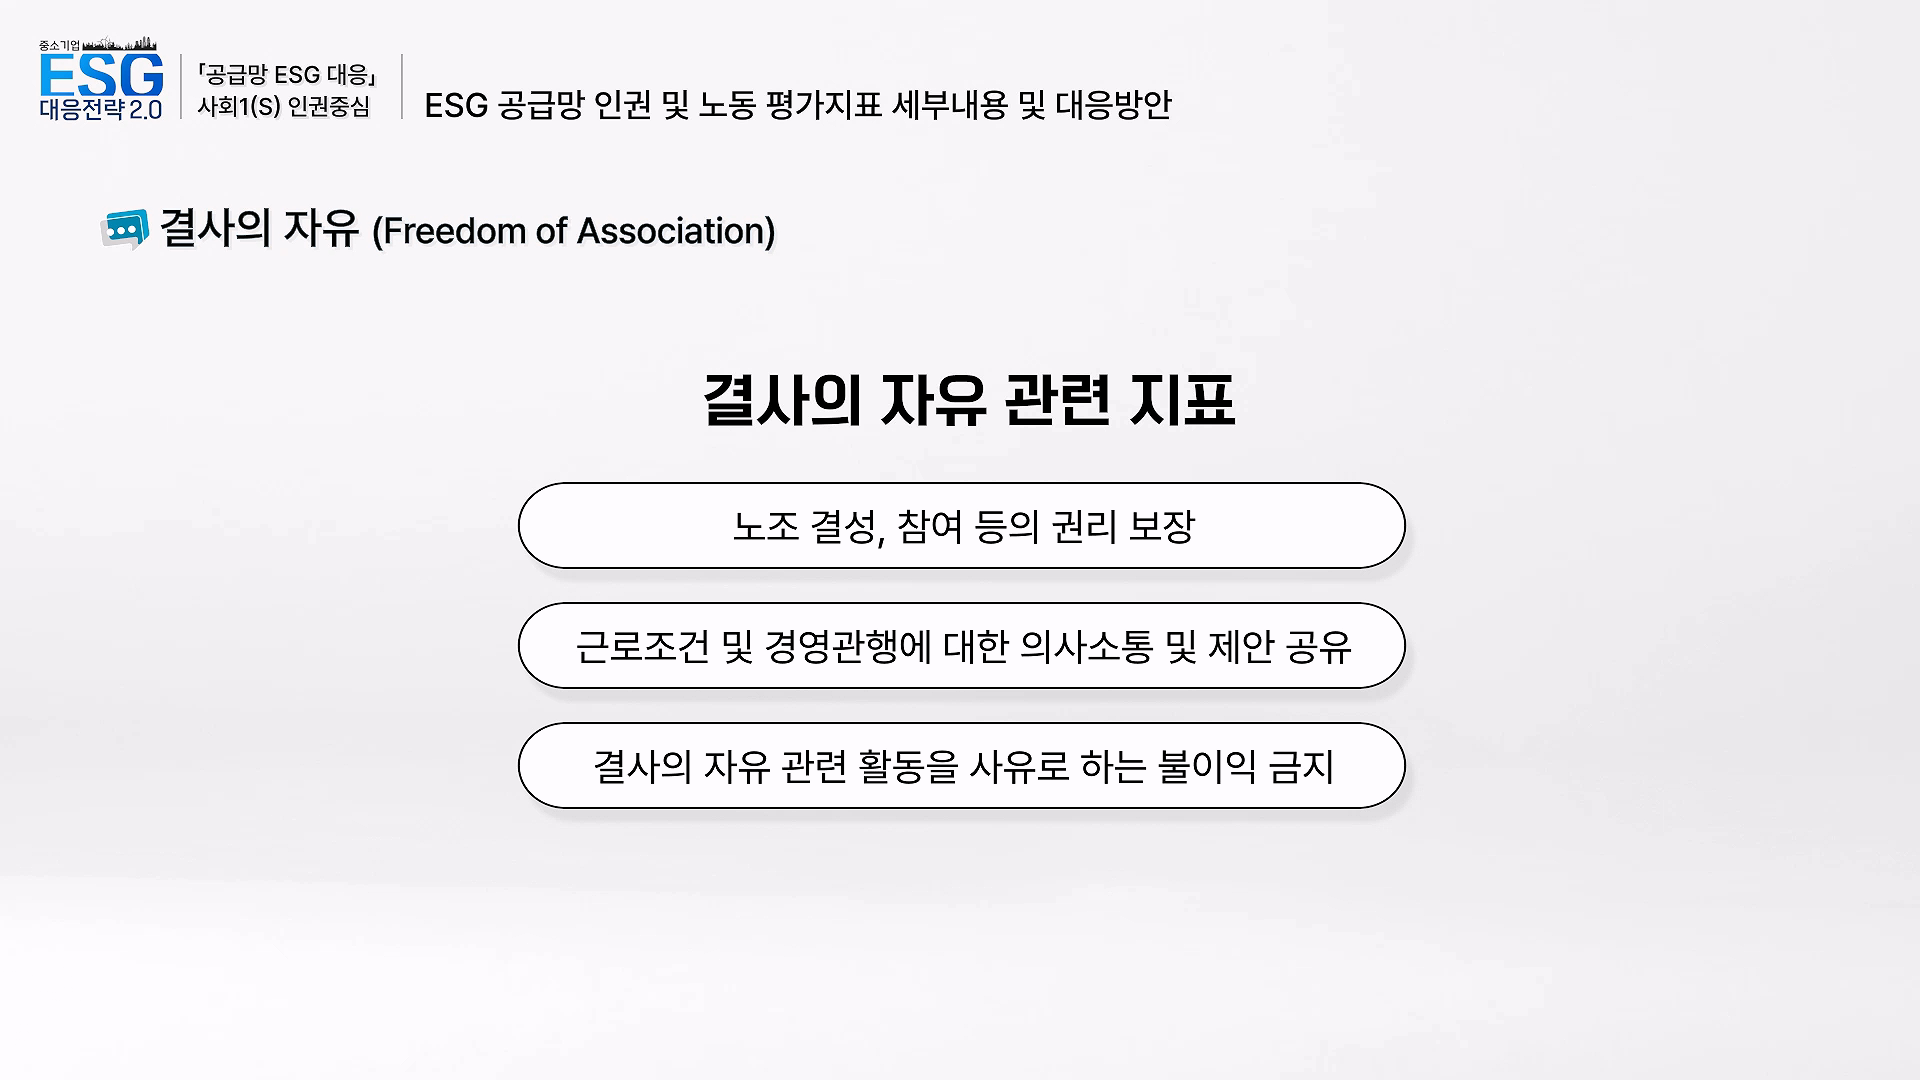 중소기업
ESG
대응전략 2.0
「공급망 ESG 대응」
사회1(S) 인권중심
ESG 공급망 인권 및 노동 평가지표 세부내용 및 대응방안
결사의 자유 (Freedom of Association)
결사의 자유 관련 지표
노조 결성, 참여 등의 권리 보장
근로조건 및 경영관행에 대한 의사소통 및 제안 공유
결사의 자유 관련 활동을 사유로 하는 불이익 금지